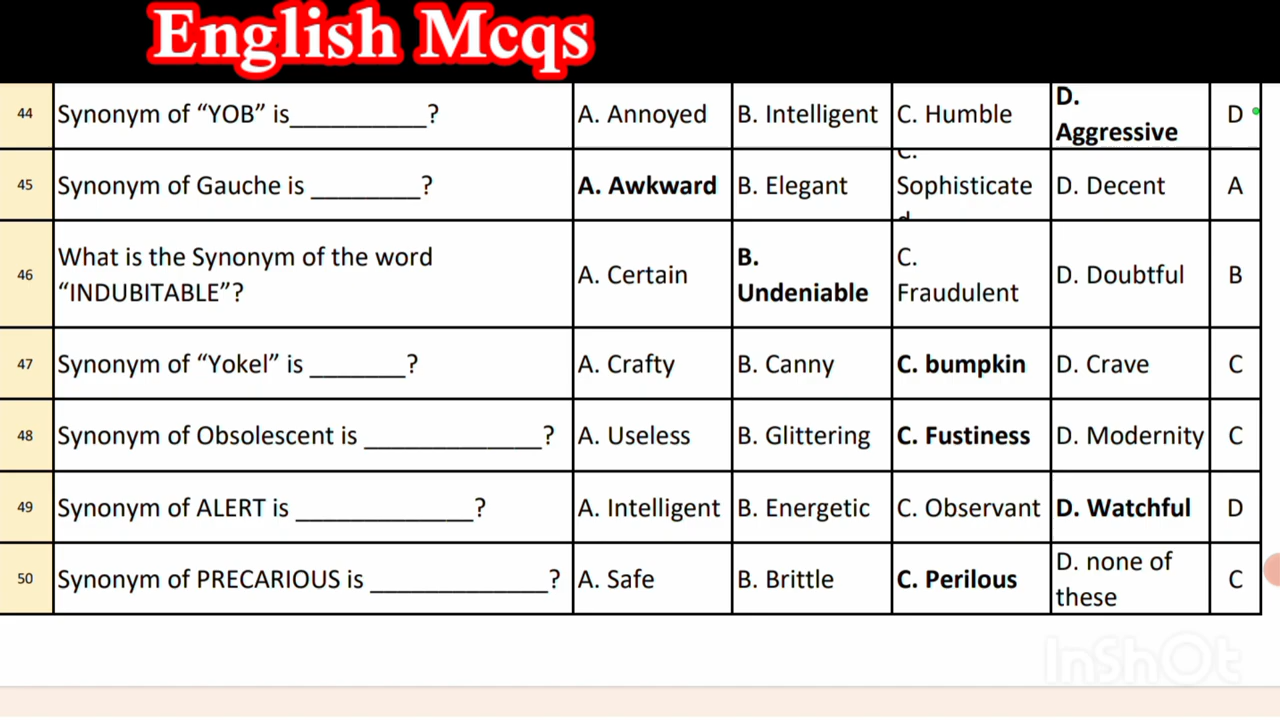 English Mcqs
44 Synonym of “YOB” is___________? A. Annoyed B. Intelligent C. Humble D. Aggressive D
45 Synonym of Gauche is ________? A. Awkward B. Elegant C. Sophisticated D. Decent A
46 What is the Synonym of the word “INDUBITABLE”? A. Certain B. Undeniable C. Fraudulent D. Doubtful B
47 Synonym of “Yokel” is _______? A. Crafty B. Canny C. bumpkin D. Crave C
48 Synonym of Obsolescent is _____________? A. Useless B. Glittering C. Fustiness D. Modernity C
49 Synonym of ALERT is _____________? A. Intelligent B. Energetic C. Observant D. Watchful D
50 Synonym of PRECARIOUS is _____________? A. Safe B. Brittle C. Perilous D. none of these C
InShOt